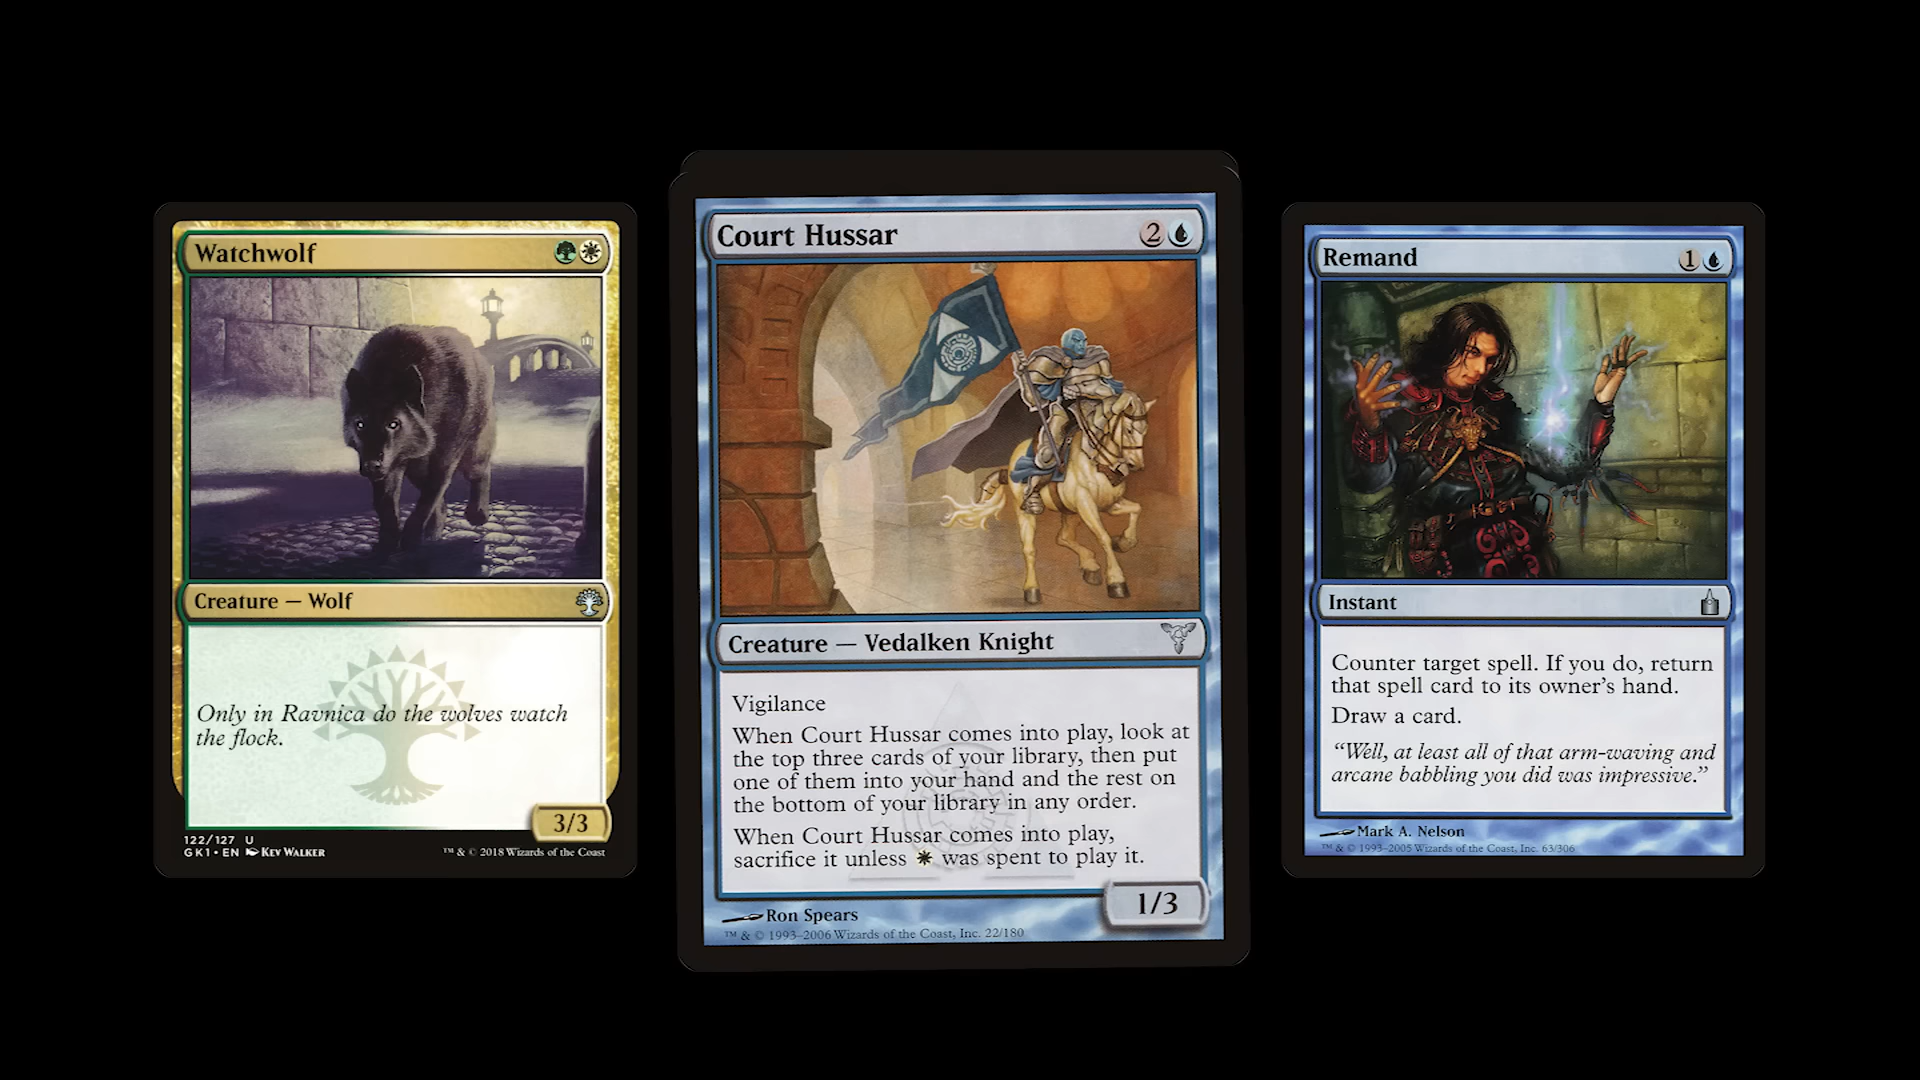 Watchwolf
Creature — Wolf
Only in Ravnica do the wolves watch
the flock.
3/3
122/127 U
GK1 • EN Kev Walker
™ & © 2018 Wizards of the Coast
Court Hussar
2
Creature — Vedalken Knight
Vigilance
When Court Hussar comes into play, look at
the top three cards of your library, then put
one of them into your hand and the rest on
the bottom of your library in any order.
When Court Hussar comes into play,
sacrifice it unless was spent to play it.
1/3
Ron Spears
™ & © 1993–2006 Wizards of the Coast, Inc. 22/180
Remand
1
Instant
Counter target spell. If you do, return
that spell card to its owner's hand.
Draw a card.
“Well, at least all of that arm-waving and
arcane babbling you did was impressive.”
Mark A. Nelson
™ & © 1993–2005 Wizards of the Coast, Inc. 63/306